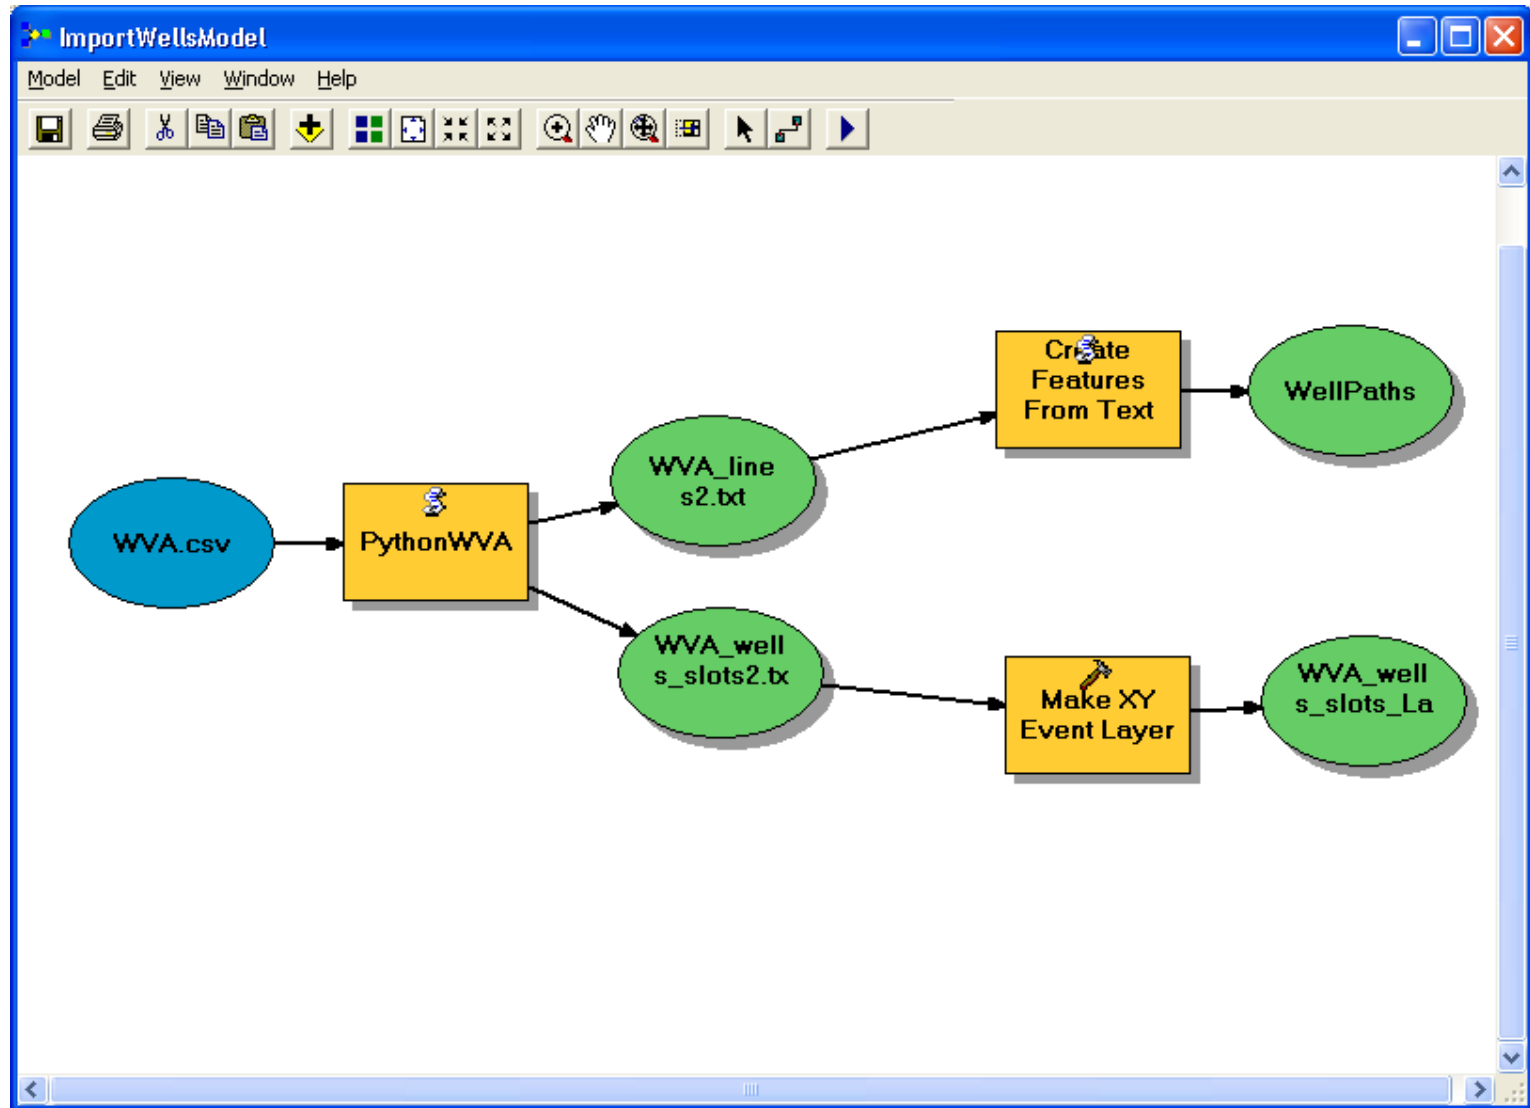 ImportWellsModel
Model Edit View Window Help
Create
Features
From Text
WellPaths
WVA_line
s2.txt
WVA.csv
PythonWVA
WVA_well
s_slots2.tx
Make XY
Event Layer
WVA_well
s_slots_La